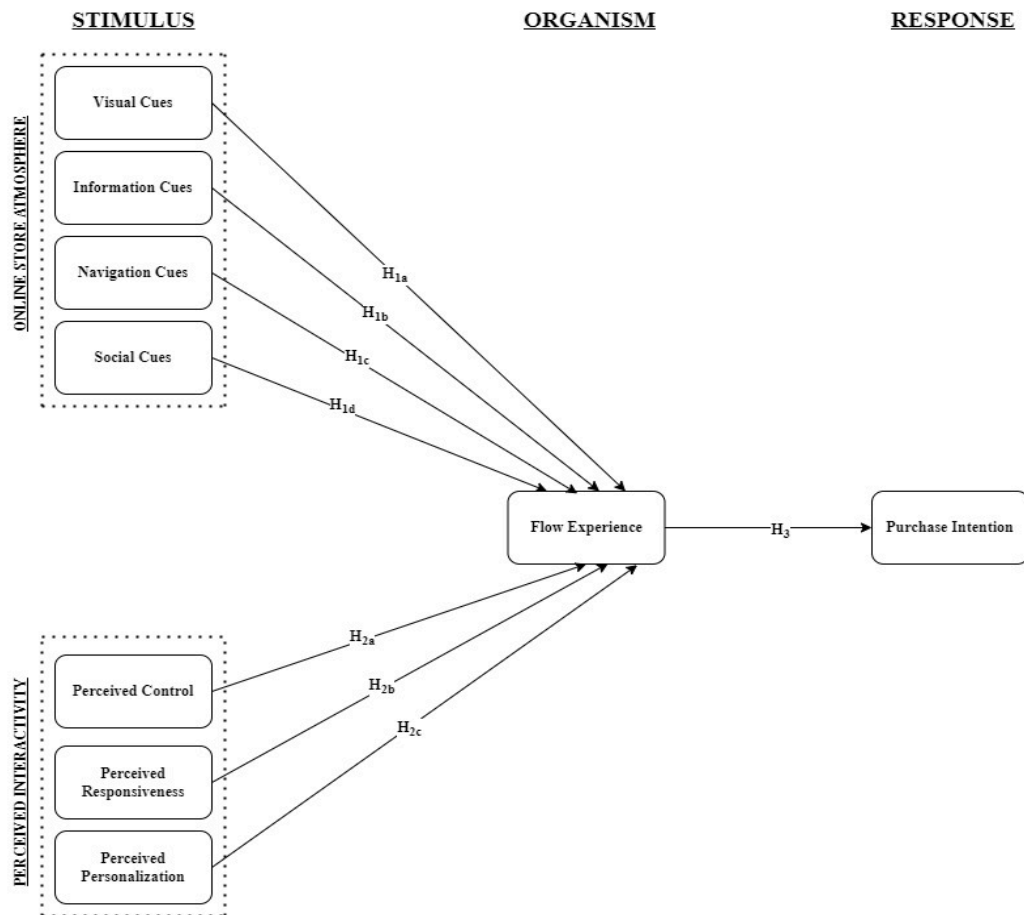 STIMULUS
ORGANISM
RESPONSE
ONLINE STORE ATMOSPHERE
Visual Cues
Information Cues
Navigation Cues
Social Cues
H1a
H1b
H1c
H1d
Flow Experience
H3
Purchase Intention
PERCEIVED INTERACTIVITY
Perceived Control
Perceived
Responsiveness
Perceived
Personalization
H2a
H2b
H2c